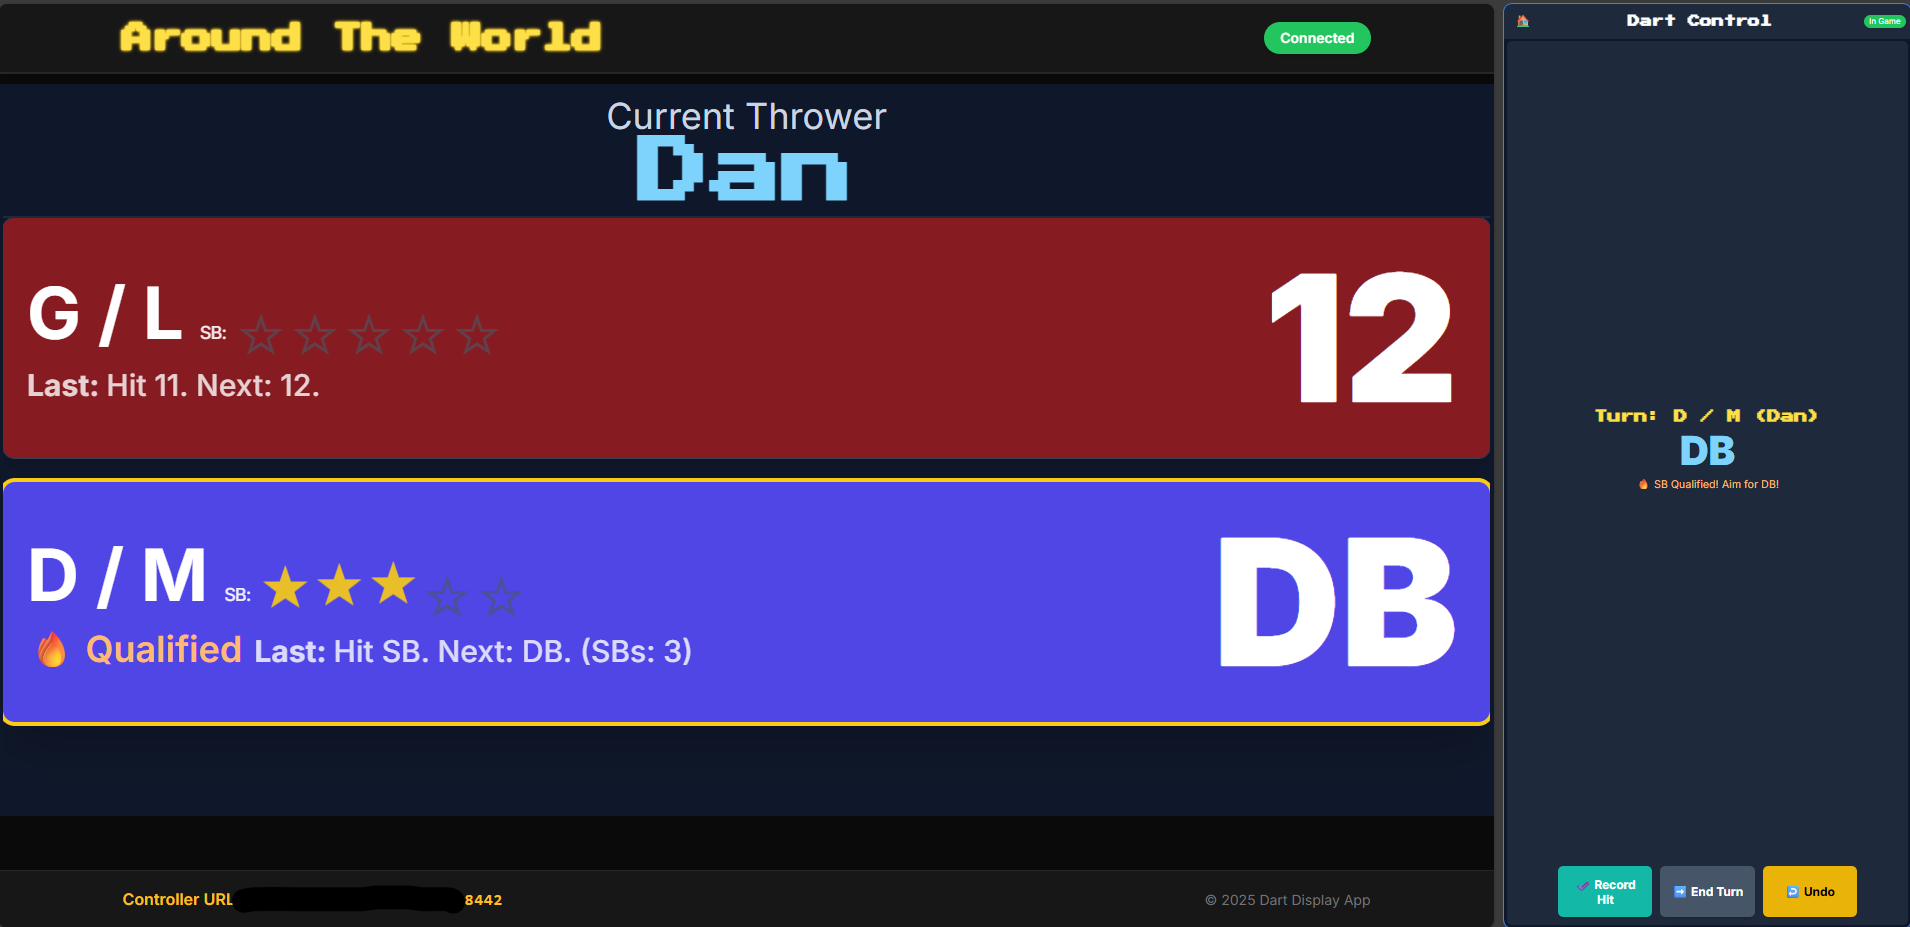 Around The World
Connected
Current Thrower
Dan
G / L SB:
12
Last: Hit 11. Next: 12.
D / M SB:
DB
Qualified Last: Hit SB. Next: DB. (SBs: 3)
Controller URL 8442
© 2025 Dart Display App
Dart Control
In Game
Turn: D / M (Dan)
DB
SB Qualified! Aim for DB!
Record
Hit
End Turn
Undo